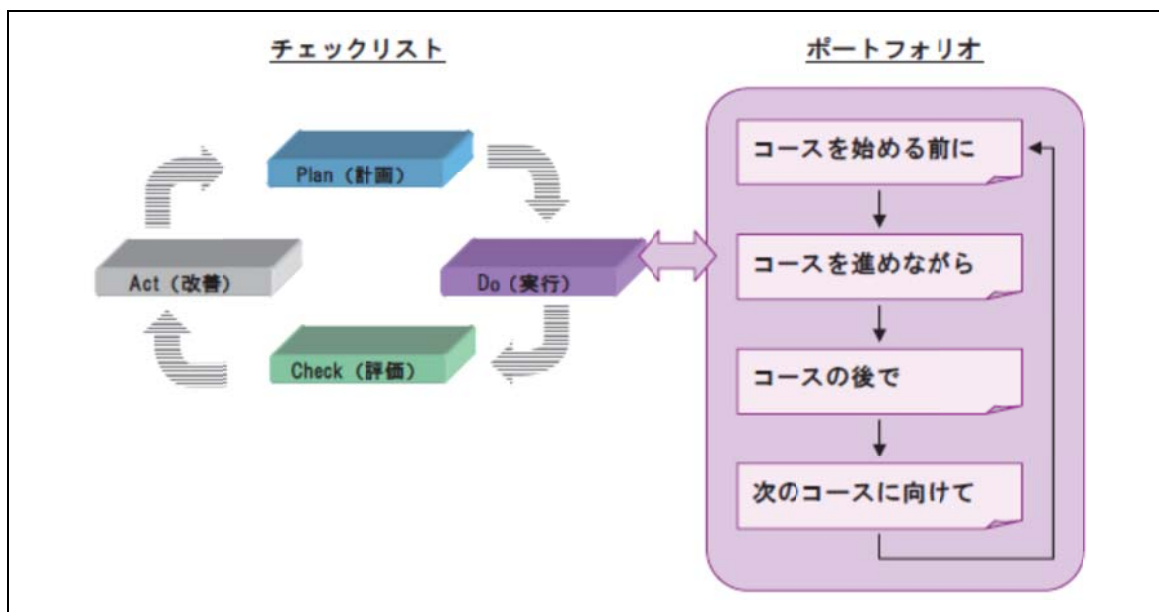 チェックリスト
Plan（計画）
Act（改善）
Do（実行）
Check（評価）
ポートフォリオ
コースを始める前に
コースを進めながら
コースの後で
次のコースに向けて